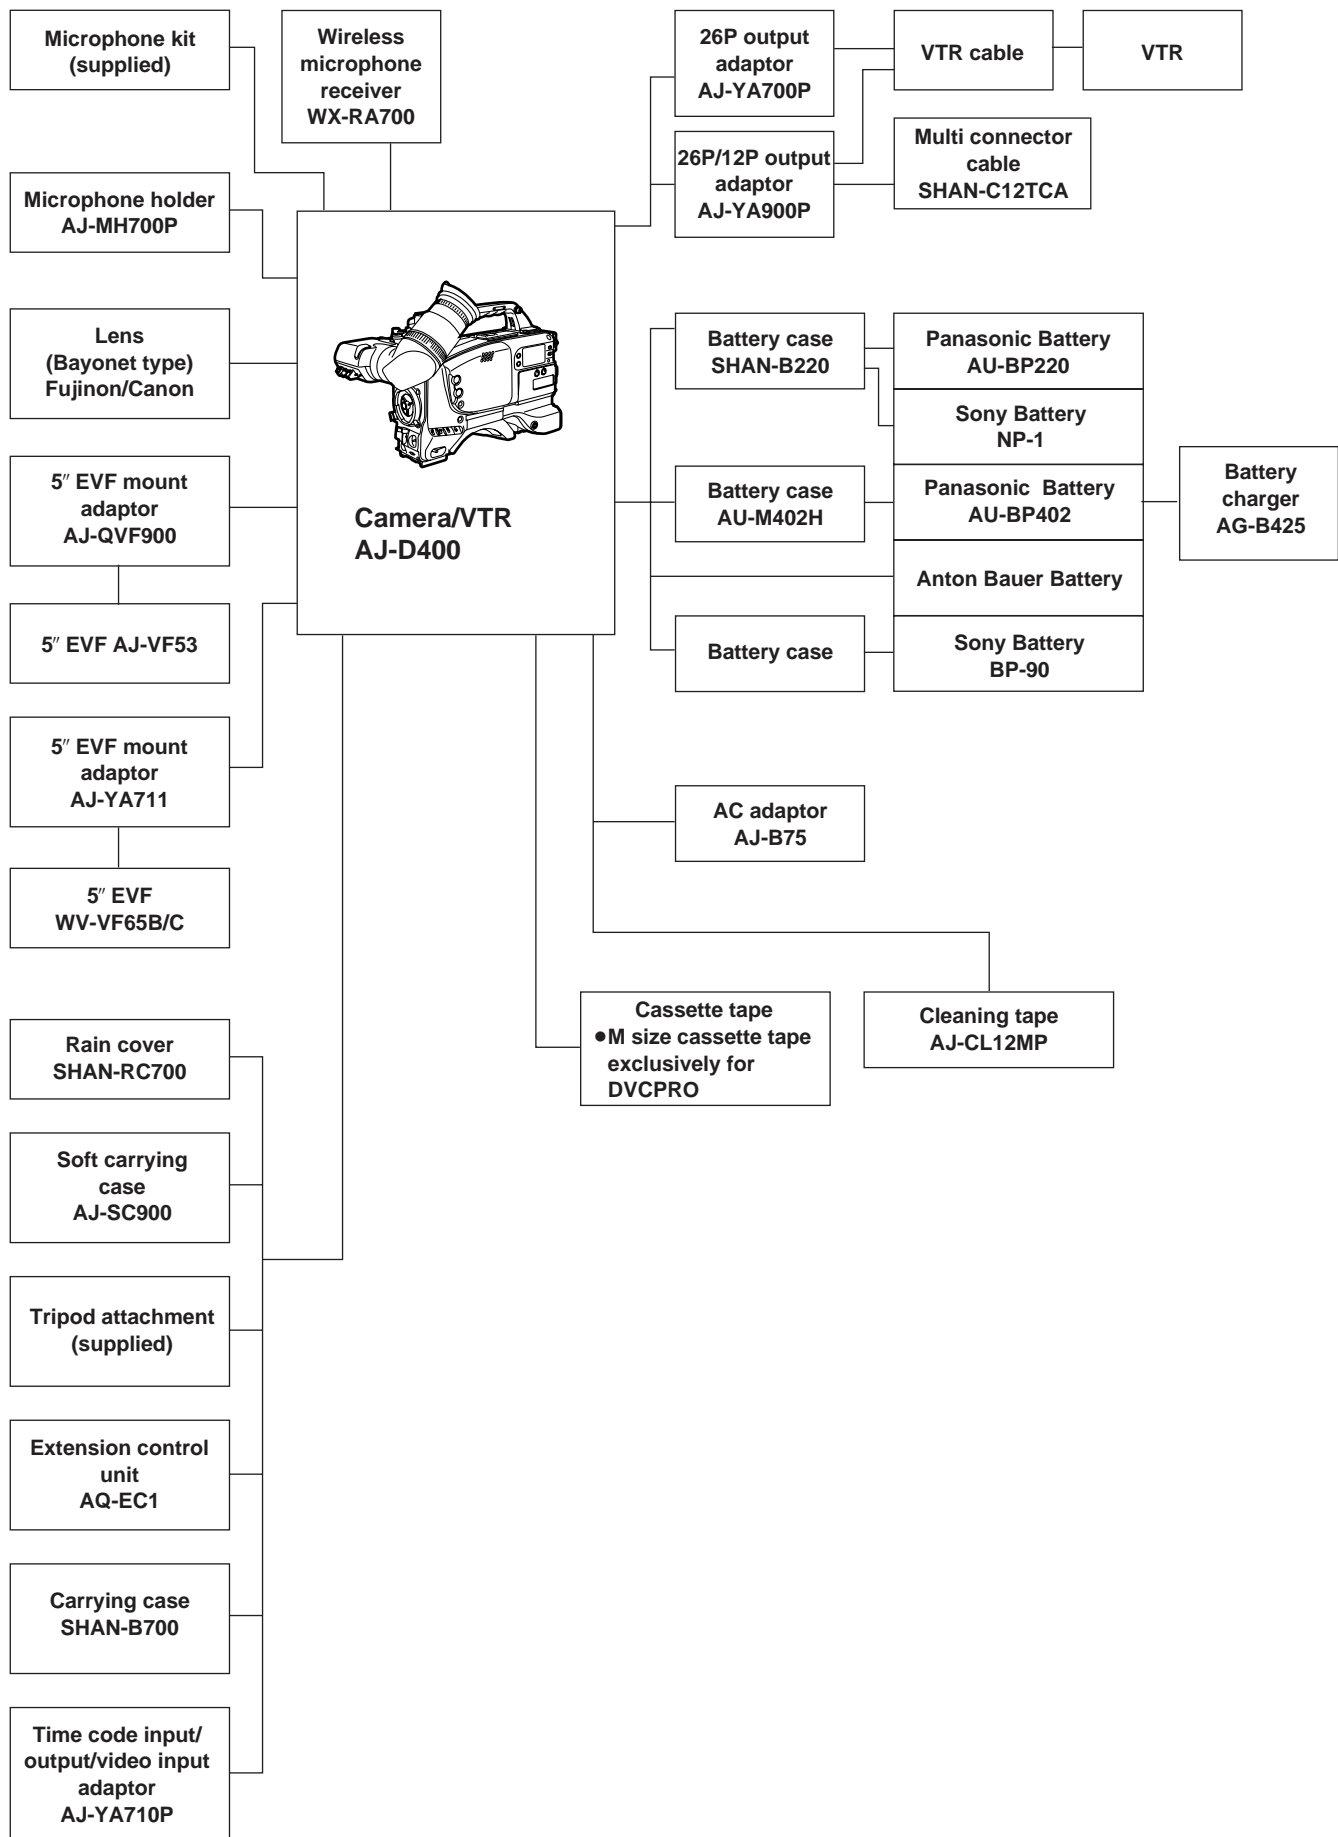 Microphone kit
(supplied)
Wireless
microphone
receiver
WX-RA700
26P output
adaptor
AJ-YA700P
VTR cable
VTR
26P/12P output
adaptor
AJ-YA900P
Multi connector
cable
SHAN-C12TCA
Microphone holder
AJ-MH700P
Lens
(Bayonet type)
Fujinon/Canon
5″ EVF mount
adaptor
AJ-QVF900
5″ EVF AJ-VF53
5″ EVF mount
adaptor
AJ-YA711
5″ EVF
WV-VF65B/C
Camera/VTR
AJ-D400
Battery case
SHAN-B220
Panasonic Battery
AU-BP220
Sony Battery
NP-1
Battery case
AU-M402H
Panasonic Battery
AU-BP402
Battery
charger
AG-B425
Anton Bauer Battery
Battery case
Sony Battery
BP-90
AC adaptor
AJ-B75
Cassette tape
●M size cassette tape
exclusively for
DVCPRO
Cleaning tape
AJ-CL12MP
Rain cover
SHAN-RC700
Soft carrying
case
AJ-SC900
Tripod attachment
(supplied)
Extension control
unit
AQ-EC1
Carrying case
SHAN-B700
Time code input/
output/video input
adaptor
AJ-YA710P